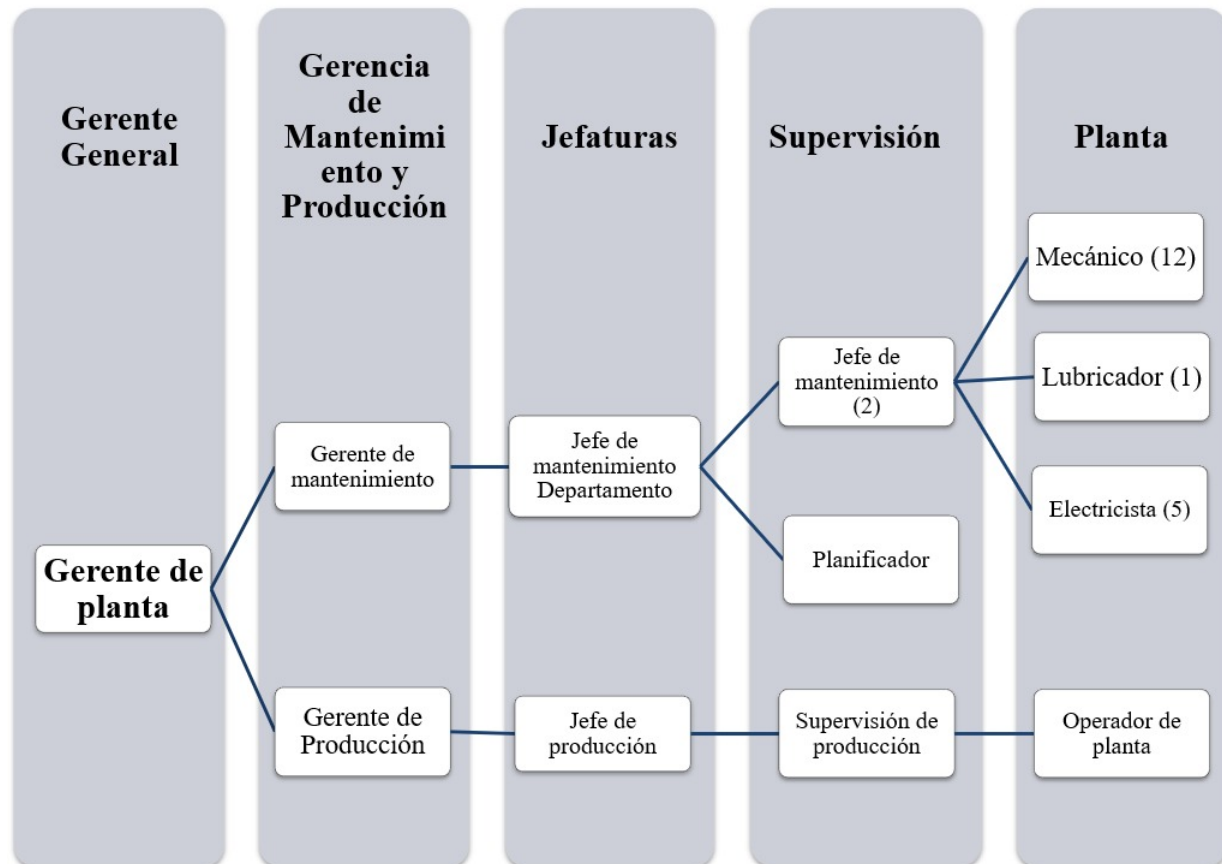 Gerente
General
Gerencia
de
Mantenimi
ento y
Producción
Jefaturas
Supervisión
Planta
Gerente de
planta
Gerente de
mantenimiento
Gerente de
Producción
Jefe de
mantenimiento
Departamento
Jefe de
producción
Jefe de
mantenimiento
(2)
Planificador
Supervisión de
producción
Mecánico (12)
Lubricador (1)
Electricista (5)
Operador de
planta